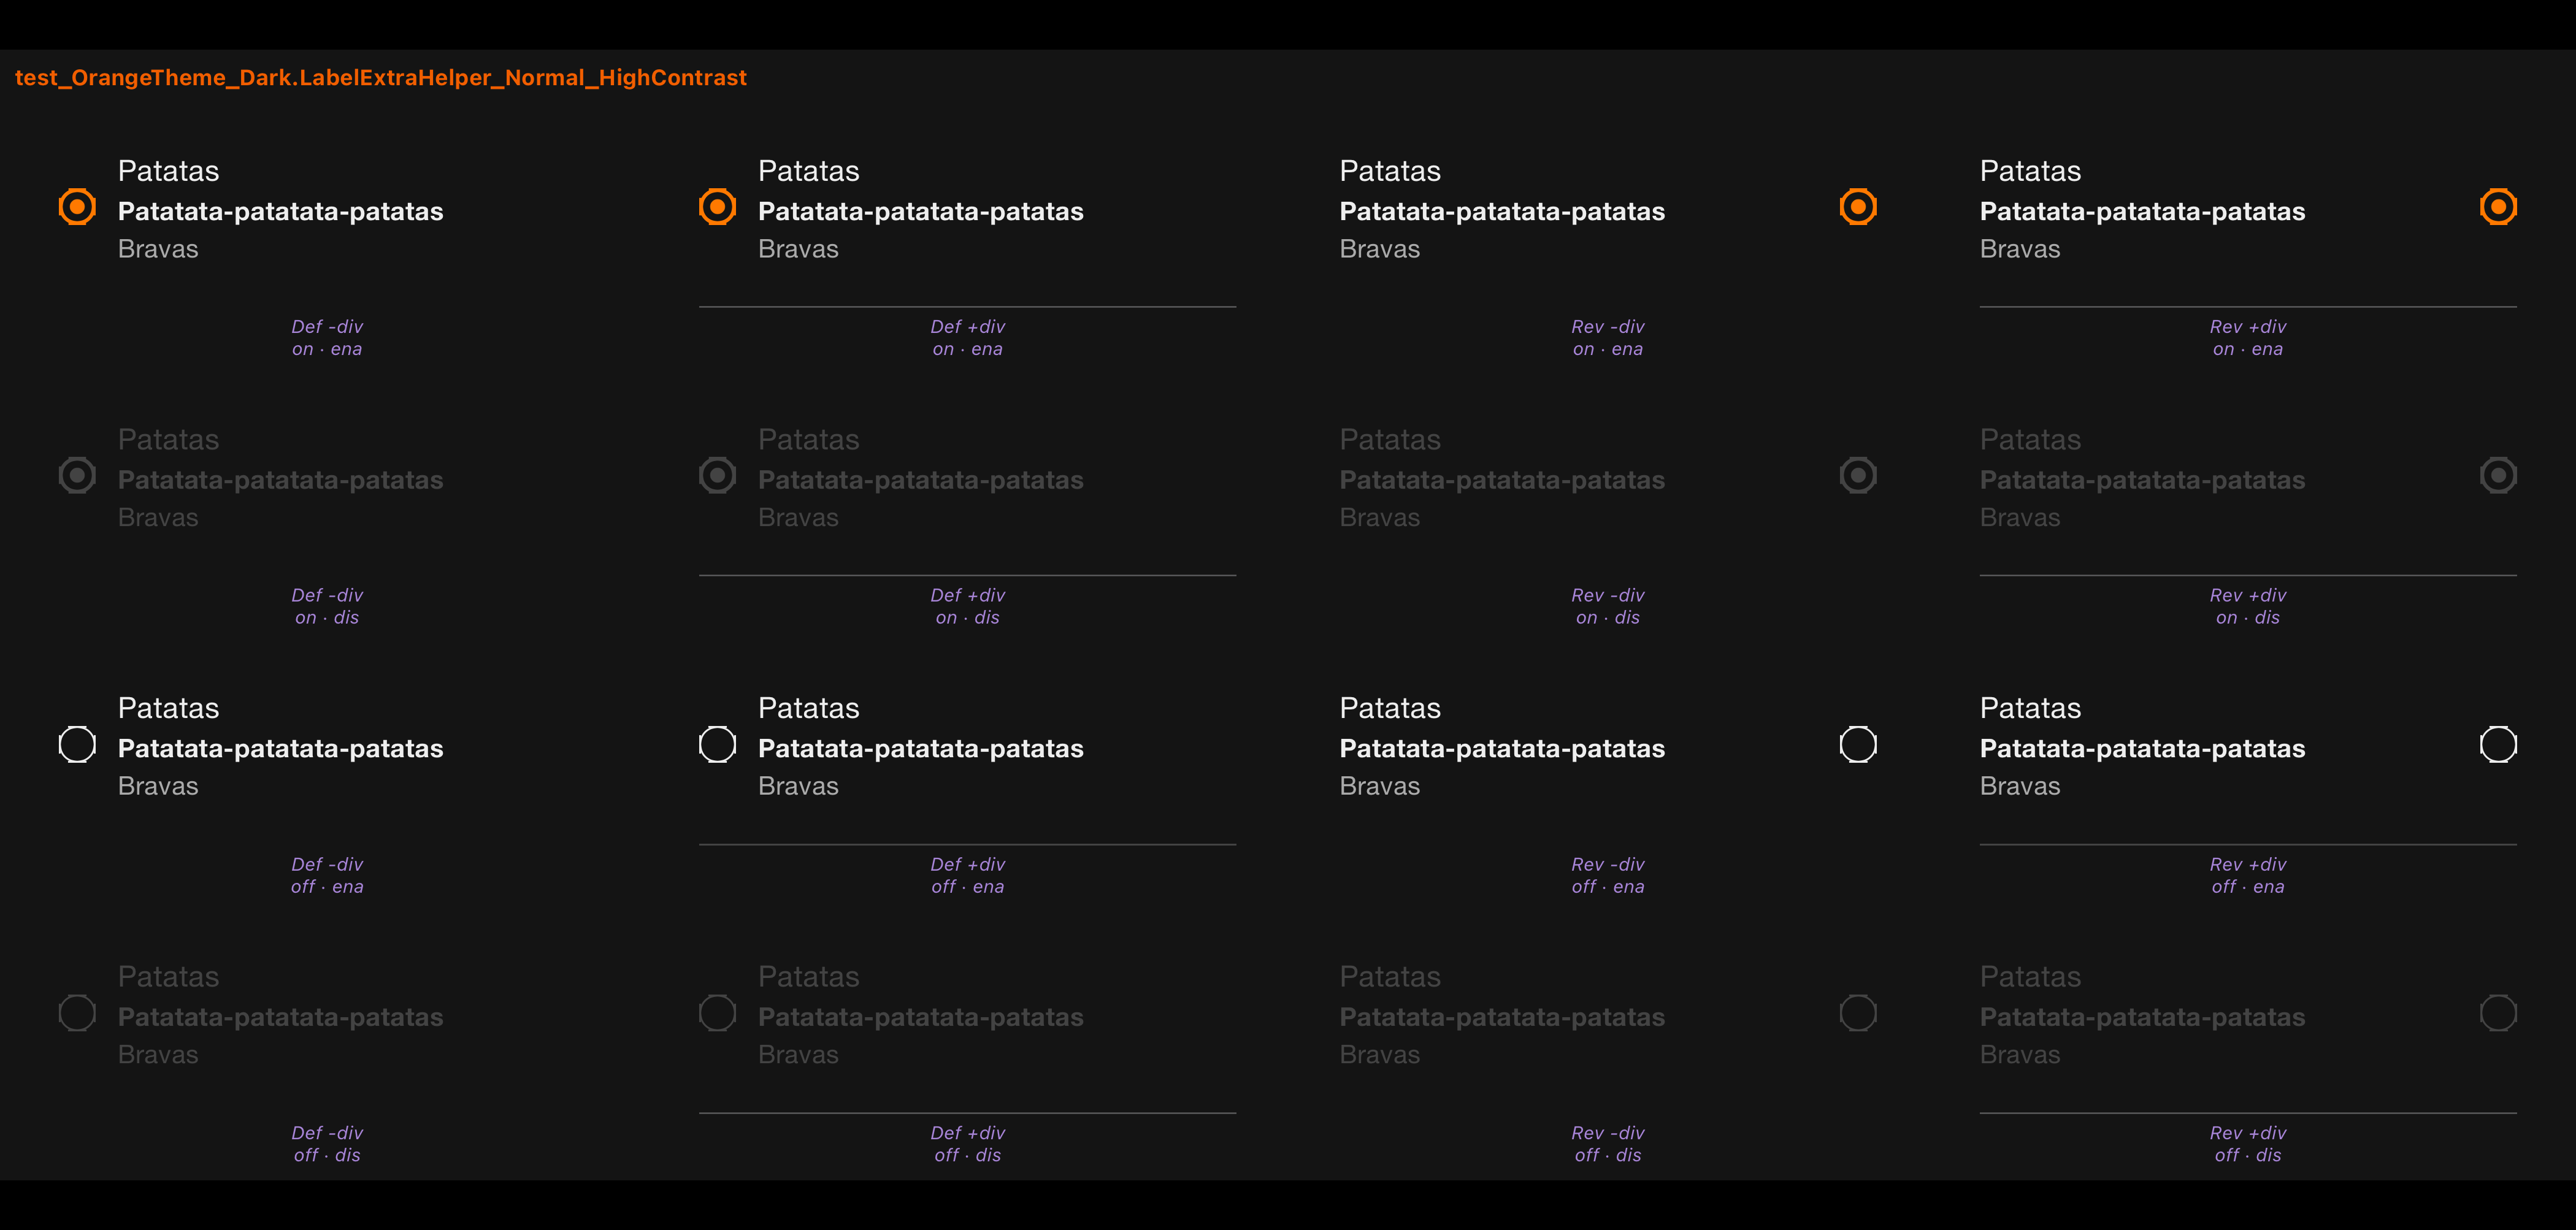 test_OrangeTheme_Dark.LabelExtraHelper_Normal_HighContrast
Patatas
Patatata-patatata-patatas
Bravas
Def -div
on · ena
Patatas
Patatata-patatata-patatas
Bravas
Def +div
on · ena
Patatas
Patatata-patatata-patatas
Bravas
Rev -div
on · ena
Patatas
Patatata-patatata-patatas
Bravas
Rev +div
on · ena
Patatas
Patatata-patatata-patatas
Bravas
Def -div
on · dis
Patatas
Patatata-patatata-patatas
Bravas
Def +div
on · dis
Patatas
Patatata-patatata-patatas
Bravas
Rev -div
on · dis
Patatas
Patatata-patatata-patatas
Bravas
Rev +div
on · dis
Patatas
Patatata-patatata-patatas
Bravas
Def -div
off · ena
Patatas
Patatata-patatata-patatas
Bravas
Def +div
off · ena
Patatas
Patatata-patatata-patatas
Bravas
Rev -div
off · ena
Patatas
Patatata-patatata-patatas
Bravas
Rev +div
off · ena
Patatas
Patatata-patatata-patatas
Bravas
Def -div
off · dis
Patatas
Patatata-patatata-patatas
Bravas
Def +div
off · dis
Patatas
Patatata-patatata-patatas
Bravas
Rev -div
off · dis
Patatas
Patatata-patatata-patatas
Bravas
Rev +div
off · dis